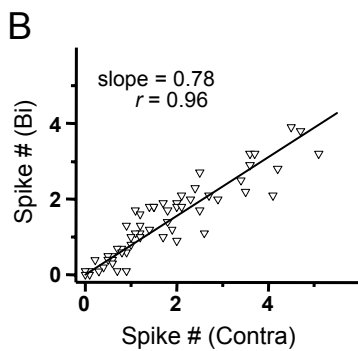 B
slope = 0.78
r = 0.96
Spike # (Bi)
4
2
0
0 2 4
Spike # (Contra)